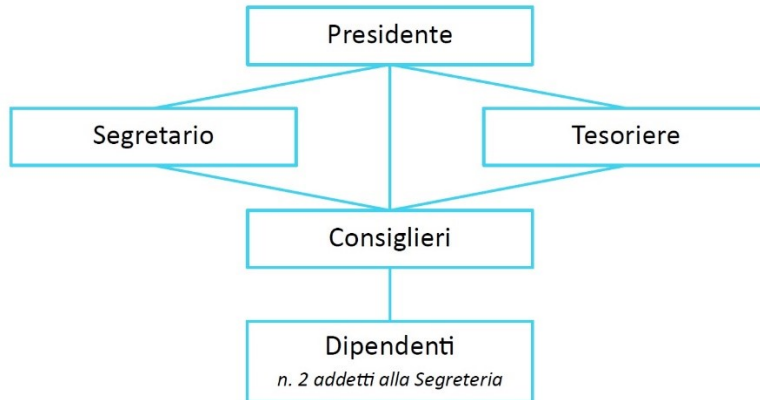 Presidente
Segretario
Tesoriere
Consiglieri
Dipendenti
n. 2 addetti alla Segreteria